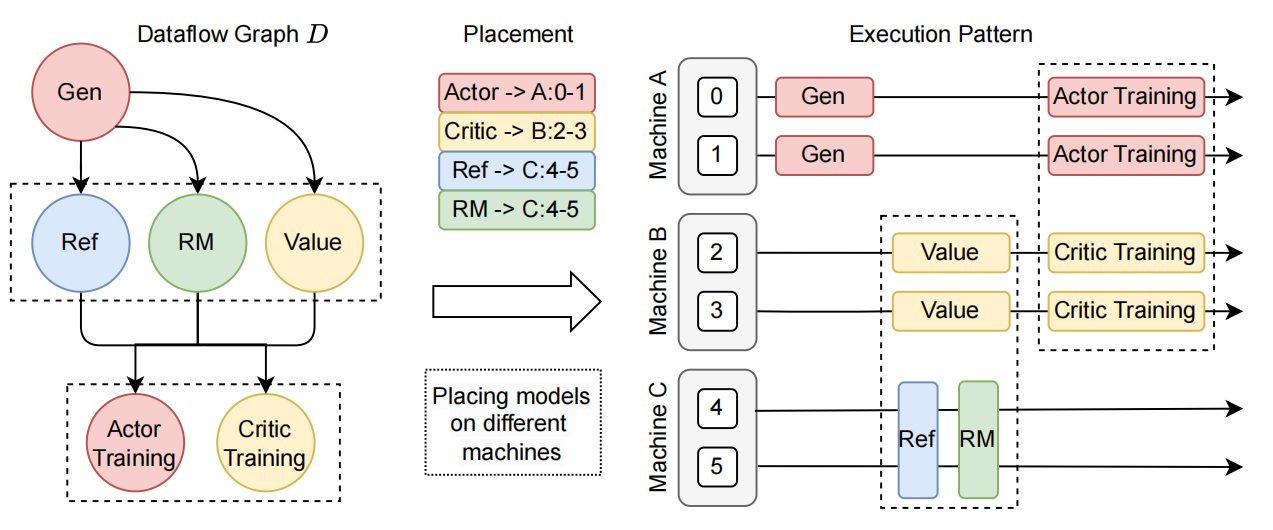 Dataflow Graph D
Gen
Ref
RM
Value
Actor
Training
Critic
Training
Placement
Actor -> A:0-1
Critic -> B:2-3
Ref -> C:4-5
RM -> C:4-5
Placing models
on different
machines
Execution Pattern
Machine A
0
Gen
Actor Training
1
Gen
Actor Training
Machine B
2
Value
Critic Training
3
Value
Critic Training
Machine C
4
5
Ref
RM